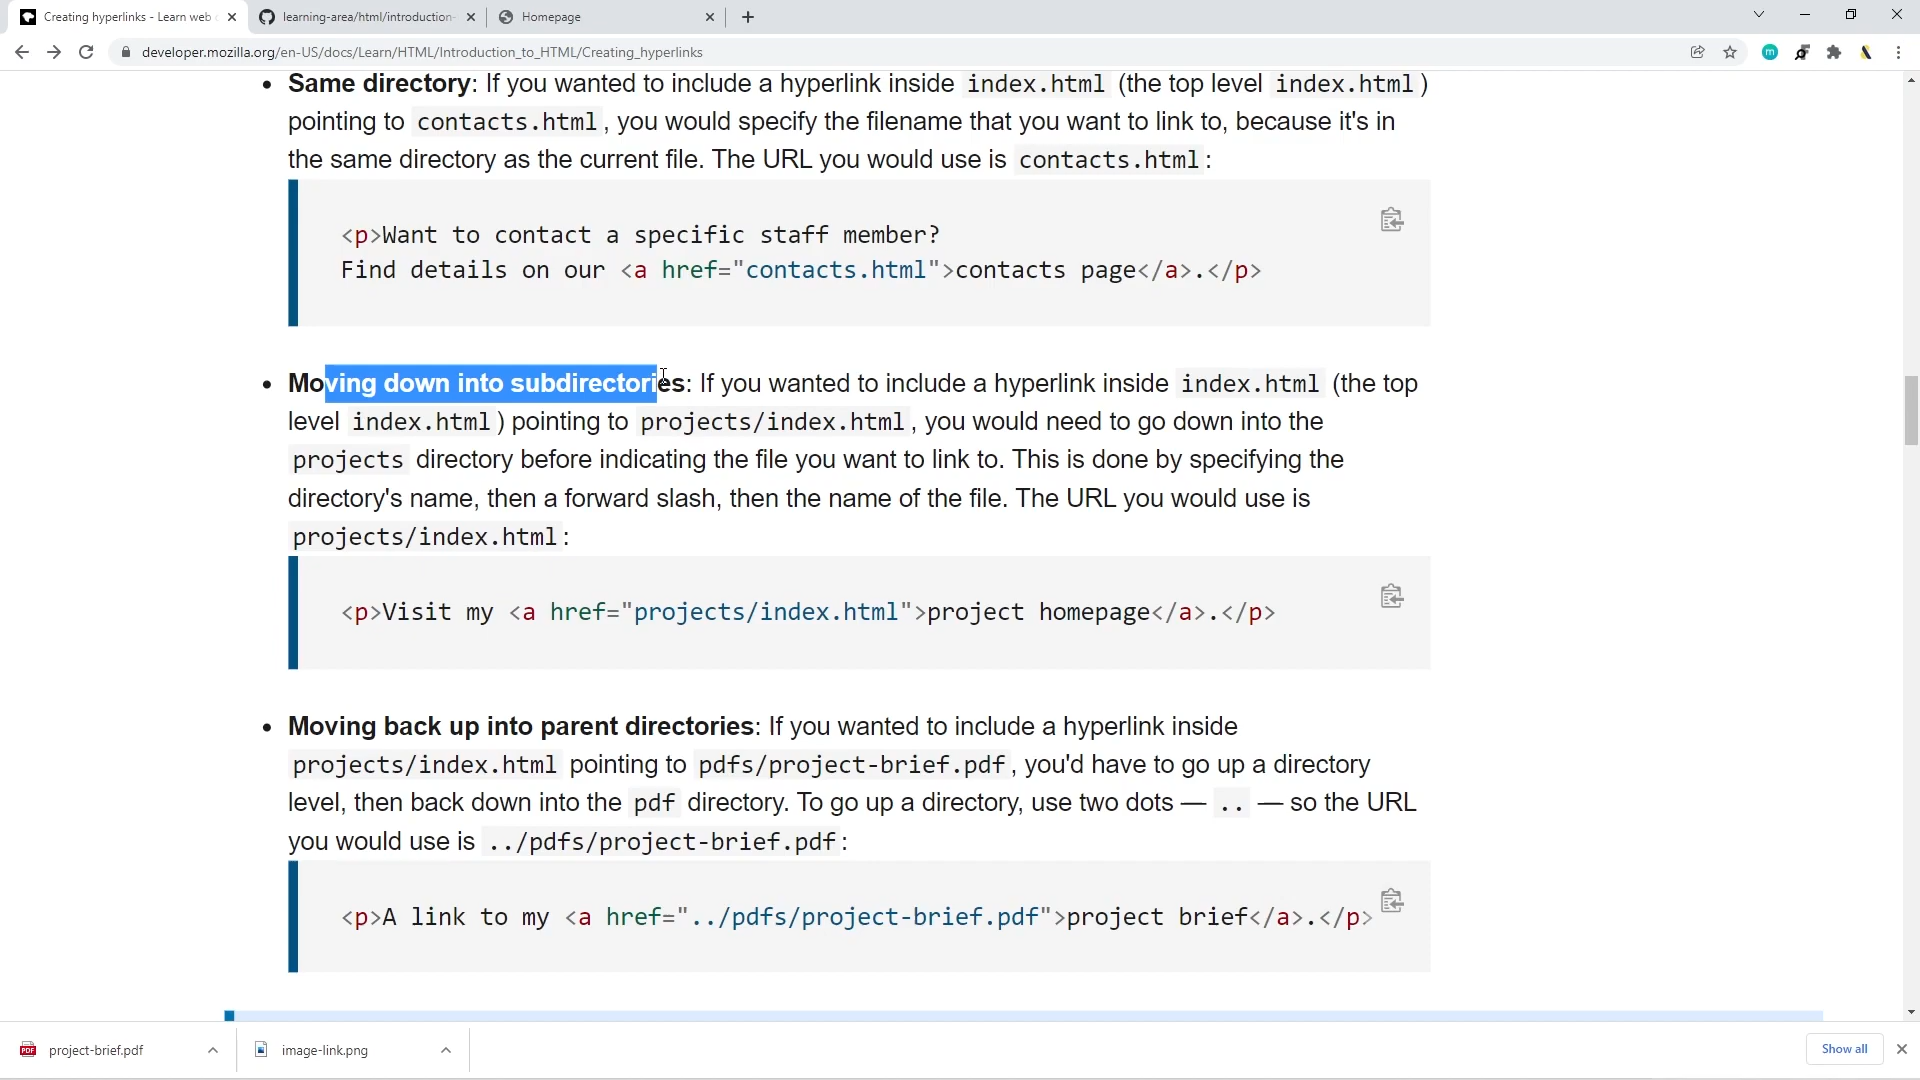 Creating hyperlinks - Learn web
learning-area/html/introduction-
Homepage
developer.mozilla.org/en-US/docs/Learn/HTML/Introduction_to_HTML/Creating_hyperlinks
m
• Same directory: If you wanted to include a hyperlink inside index.html (the top level index.html)
pointing to contacts.html, you would specify the filename that you want to link to, because it's in
the same directory as the current file. The URL you would use is contacts.html:
<p>Want to contact a specific staff member?
Find details on our <a href="contacts.html">contacts page</a>.</p>
• Moving down into subdirectories: If you wanted to include a hyperlink inside index.html (the top
level index.html) pointing to projects/index.html, you would need to go down into the
projects directory before indicating the file you want to link to. This is done by specifying the
directory's name, then a forward slash, then the name of the file. The URL you would use is
projects/index.html:
<p>Visit my <a href="projects/index.html">project homepage</a>.</p>
• Moving back up into parent directories: If you wanted to include a hyperlink inside
projects/index.html pointing to pdfs/project-brief.pdf, you'd have to go up a directory
level, then back down into the pdf directory. To go up a directory, use two dots — .. — so the URL
you would use is ../pdfs/project-brief.pdf:
<p>A link to my <a href="../pdfs/project-brief.pdf">project brief</a>.</p>
PDF
project-brief.pdf
image-link.png
Show all